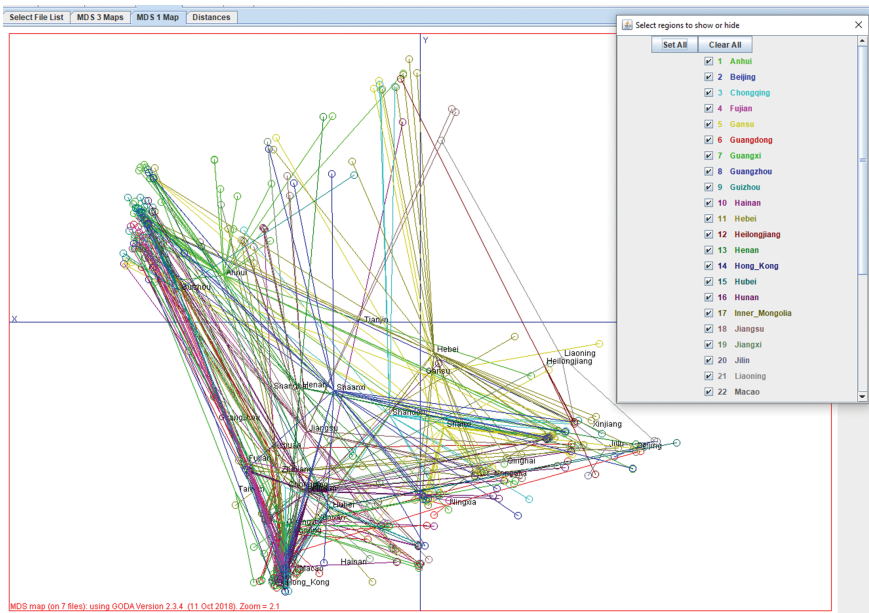 Select File List MDS 3 Maps MDS 1 Map Distances
Select regions to show or hide
Set All Clear All
1 Anhui
2 Beijing
3 Chongqing
4 Fujian
5 Gansu
6 Guangdong
7 Guangxi
8 Guangzhou
9 Guizhou
10 Hainan
11 Hebei
12 Heilongjiang
13 Henan
14 Hong_Kong
15 Hubei
16 Hunan
17 Inner_Mongolia
18 Jiangsu
19 Jiangxi
20 Jilin
21 Liaoning
22 Macao
Y
X
Anhui
Tianjin
Hebei
Liaoning
Heilongjiang
Gansu
Henan
Shaanxi
Shandong
Shanxi
Xinjiang
Jiangsu
Jilin
Beijing
Fujian
Qinghai
Ningxia
Hubei
Hainan
Macau
Hong_Kong
MDS map (on 7 files): using GODA Version 2.3.4 (11 Oct 2018). Zoom = 2.1